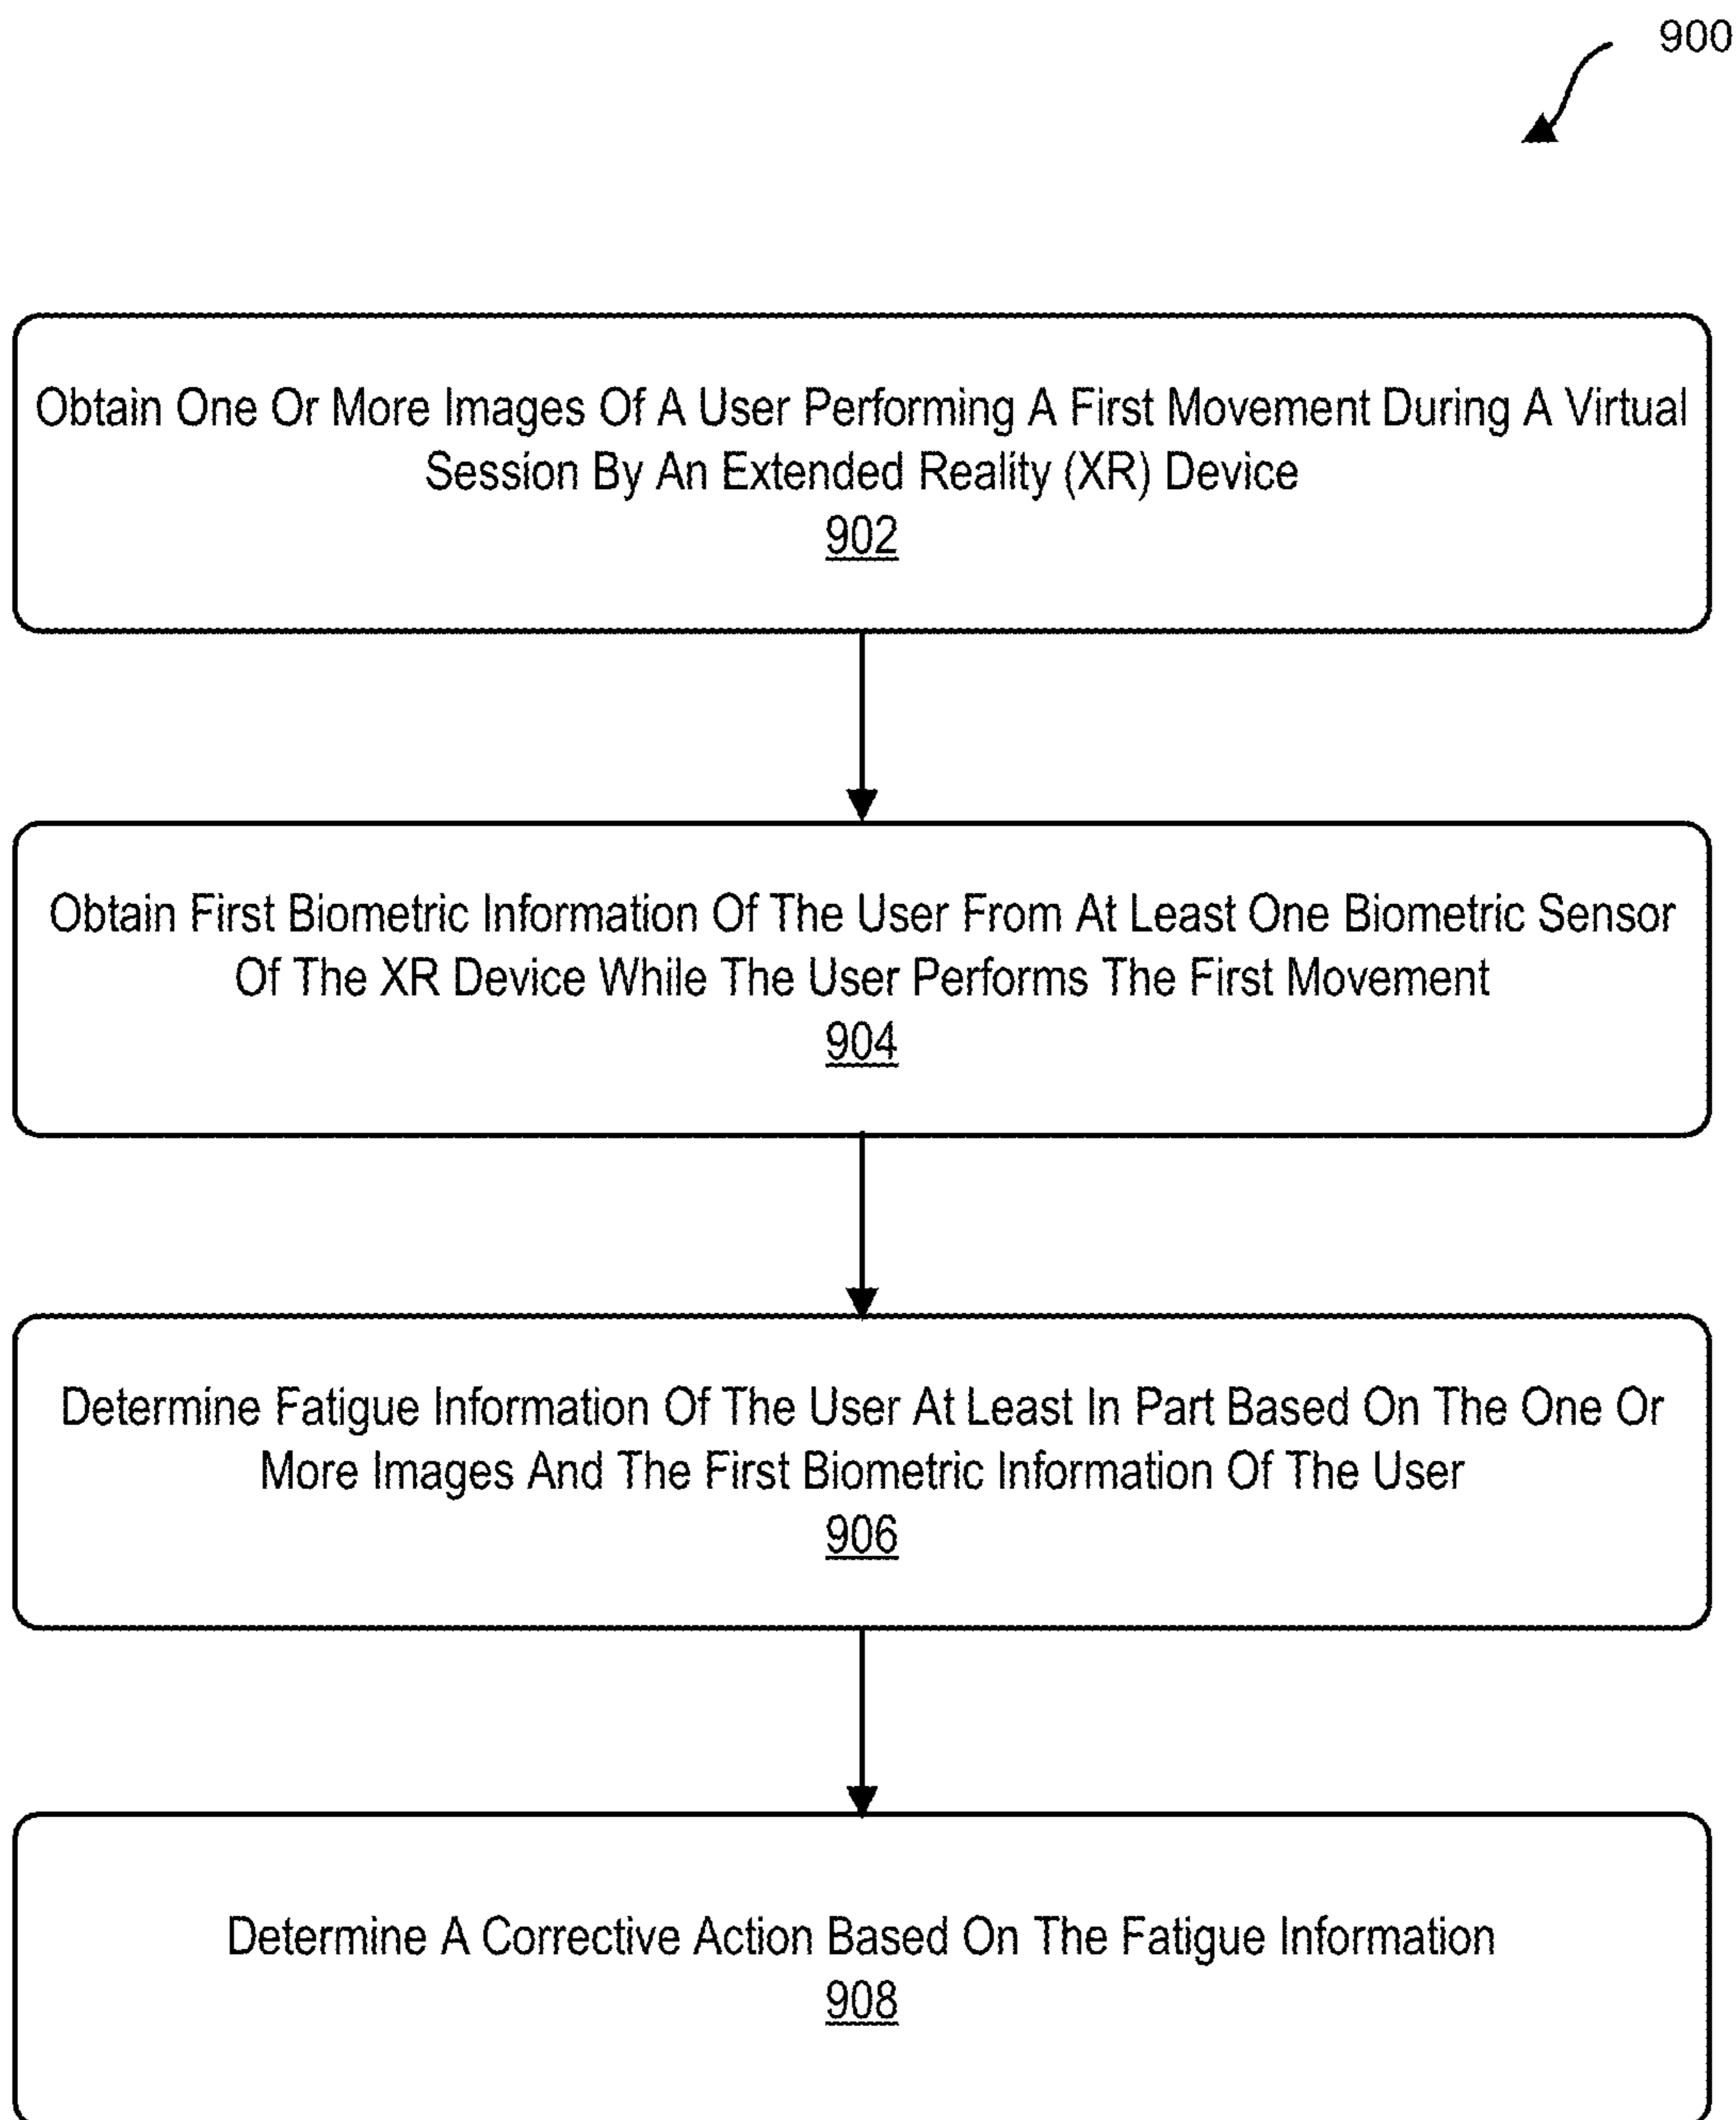 900
Obtain One Or More Images Of A User Performing A First Movement During A Virtual
Session By An Extended Reality (XR) Device
902
Obtain First Biometric Information Of The User From At Least One Biometric Sensor
Of The XR Device While The User Performs The First Movement
904
Determine Fatigue Information Of The User At Least In Part Based On The One Or
More Images And The First Biometric Information Of The User
906
Determine A Corrective Action Based On The Fatigue Information
908